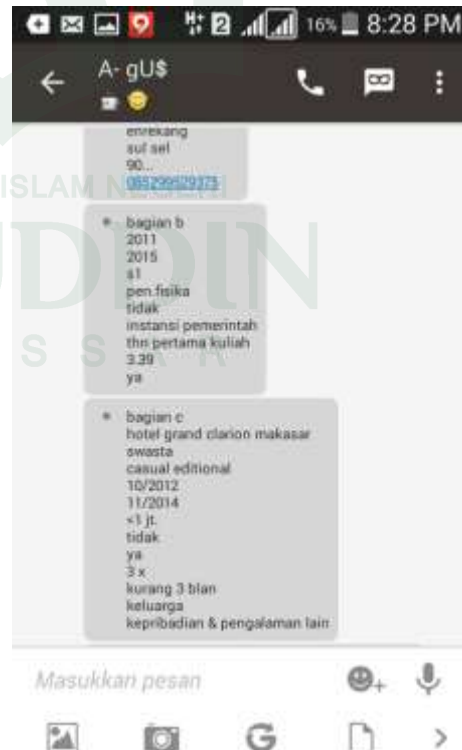 16% 8:28 PM
A- gU$
enrekang
sul sel
90...
bagian b
2011
2015
s1
pen.fisika
tidak
instansi pemerintah
thn pertama kuliah
3.39
ya
bagian c
hotel grand clarion makasar
swasta
casual editional
10/2012
11/2014
<1 jt.
tidak
ya
3 x
kurang 3 blan
keluarga
kepribadian & pengalaman lain
Masukkan pesan